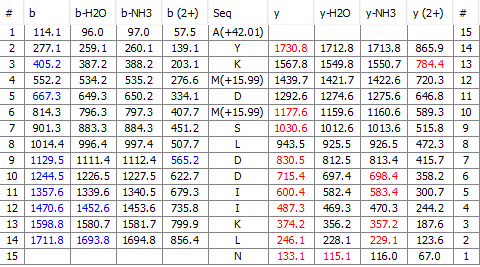 # b b-H2O b-NH3 b (2+) Seq y y-H2O y-NH3 y (2+) #
1 114.1 96.0 97.0 57.5 A(+42.01) 15
2 277.1 259.1 260.1 139.1 Y 1730.8 1712.8 1713.8 865.9 14
3 405.2 387.2 388.2 203.1 K 1567.8 1549.8 1550.7 784.4 13
4 552.2 534.2 535.2 276.6 M(+15.99) 1439.7 1421.7 1422.6 720.3 12
5 667.3 649.3 650.2 334.1 D 1292.6 1274.6 1275.6 646.8 11
6 814.3 796.3 797.3 407.7 M(+15.99) 1177.6 1159.6 1160.6 589.3 10
7 901.3 883.3 884.3 451.2 S 1030.6 1012.6 1013.6 515.8 9
8 1014.4 996.4 997.4 507.7 L 943.5 925.5 926.5 472.3 8
9 1129.5 1111.4 1112.4 565.2 D 830.5 812.5 813.4 415.7 7
10 1244.5 1226.5 1227.5 622.7 D 715.4 697.4 698.4 358.2 6
11 1357.6 1339.6 1340.5 679.3 I 600.4 582.4 583.4 300.7 5
12 1470.6 1452.6 1453.6 735.8 I 487.3 469.3 470.3 244.2 4
13 1598.8 1580.7 1581.7 799.9 K 374.2 356.2 357.2 187.6 3
14 1711.8 1693.8 1694.8 856.4 L 246.1 228.1 229.1 123.6 2
15 N 133.1 115.1 116.0 67.0 1